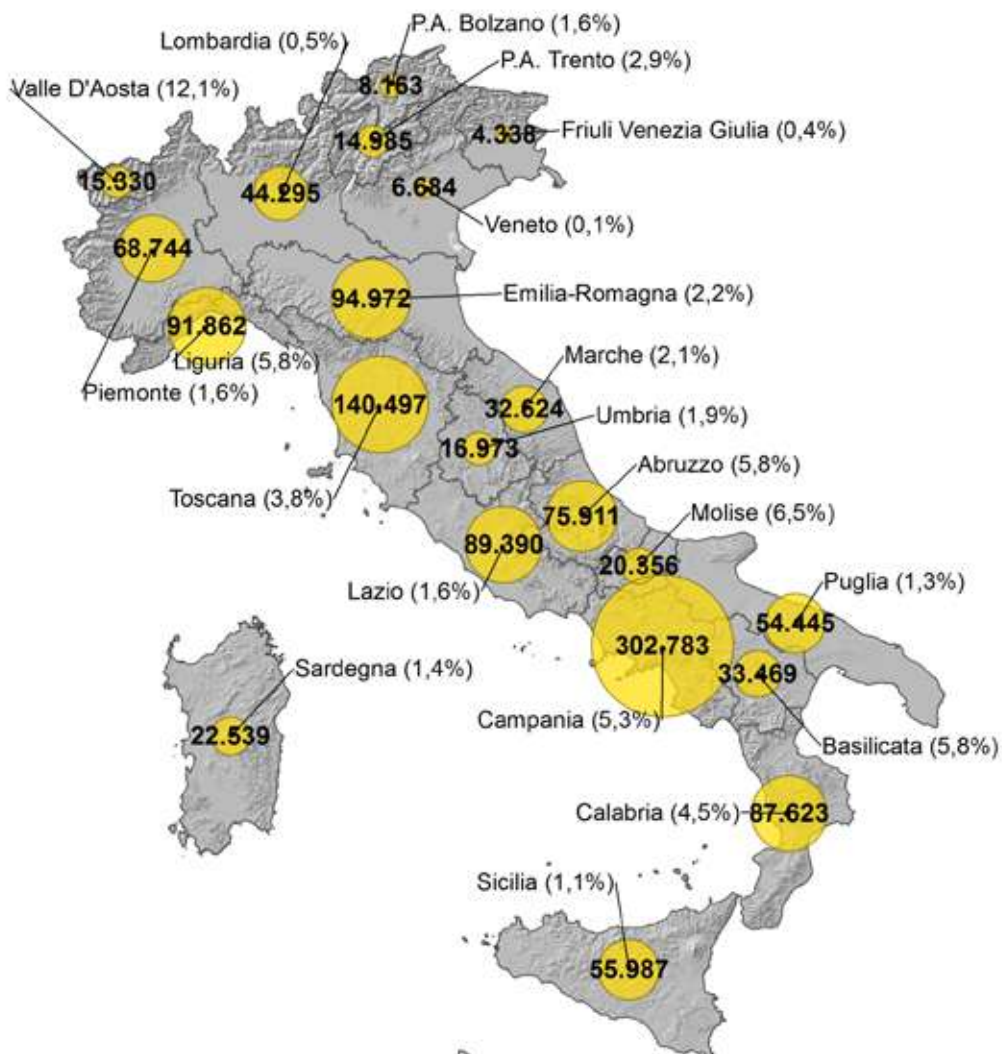 P.A. Bolzano (1,6%)
Lombardia (0,5%)
P.A. Trento (2,9%)
Valle D'Aosta (12,1%)
8.163
14.985
4.338
Friuli Venezia Giulia (0,4%)
15.330
44.295
6.684
Veneto (0,1%)
68.744
94.972
Emilia-Romagna (2,2%)
91.862
Liguria (5,8%)
Marche (2,1%)
Piemonte (1,6%)
140.497
32.624
Umbria (1,9%)
16.973
Abruzzo (5,8%)
Toscana (3,8%)
75.911
Molise (6,5%)
89.390
20.356
Puglia (1,3%)
Lazio (1,6%)
54.445
302.783
Sardegna (1,4%)
33.469
Campania (5,3%)
22.539
Basilicata (5,8%)
Calabria (4,5%)
87.623
Sicilia (1,1%)
55.987